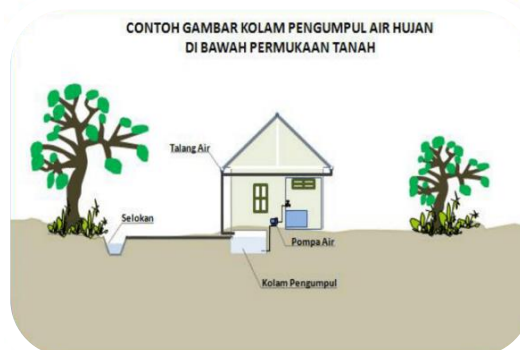 CONTOH GAMBAR KOLAM PENGUMPUL AIR HUJAN
DI BAWAH PERMUKAAN TANAH
Talang Air
Selokan
Pompa Air
Kolam Pengumpul